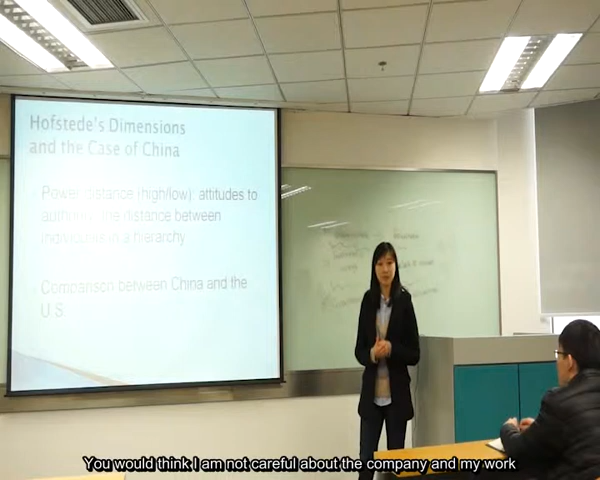 Hofstede's Dimensions
and the Case of China
Power distance (high/low): attitudes to
authority, the distance between
individuals in a hierarchy
Comparison between China and the
U.S.
You would think I am not careful about the company and my work